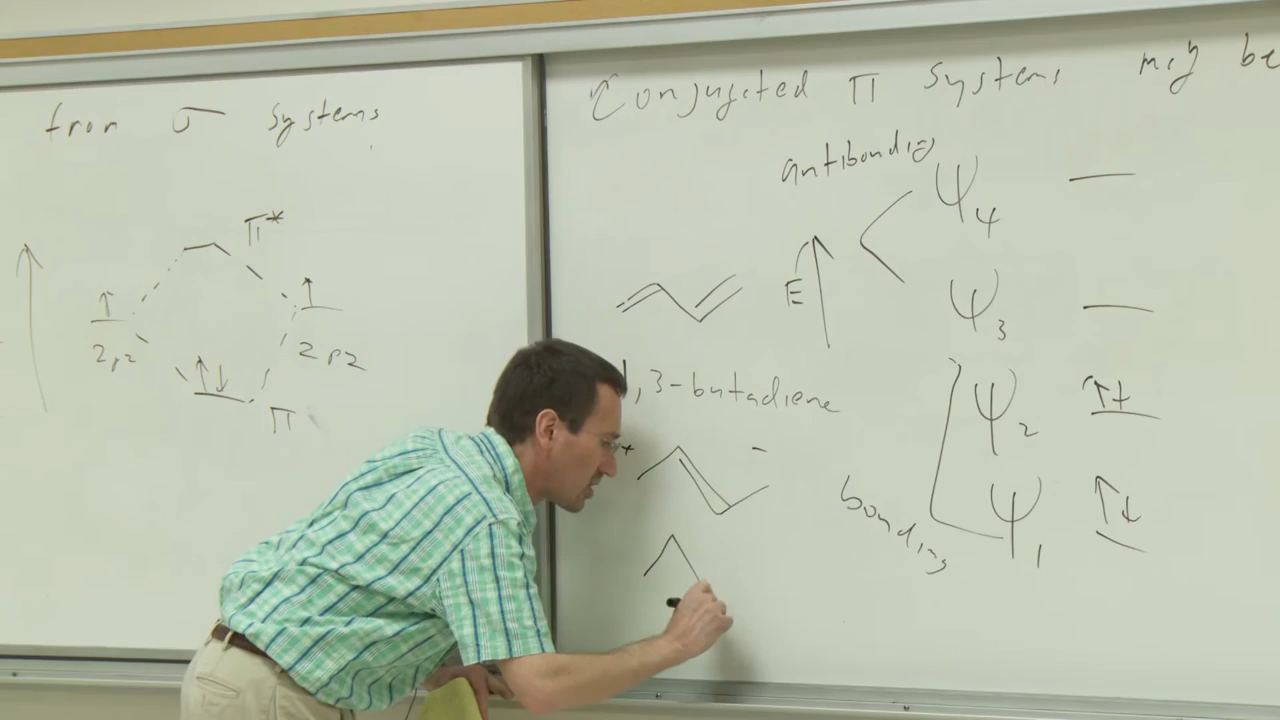 from σ systems
π*
2pz
2pz
π
Conjugated π systems may be
antibonding
ψ4
E
ψ3
1,3-butadiene
ψ2
+
-
bonding
ψ1